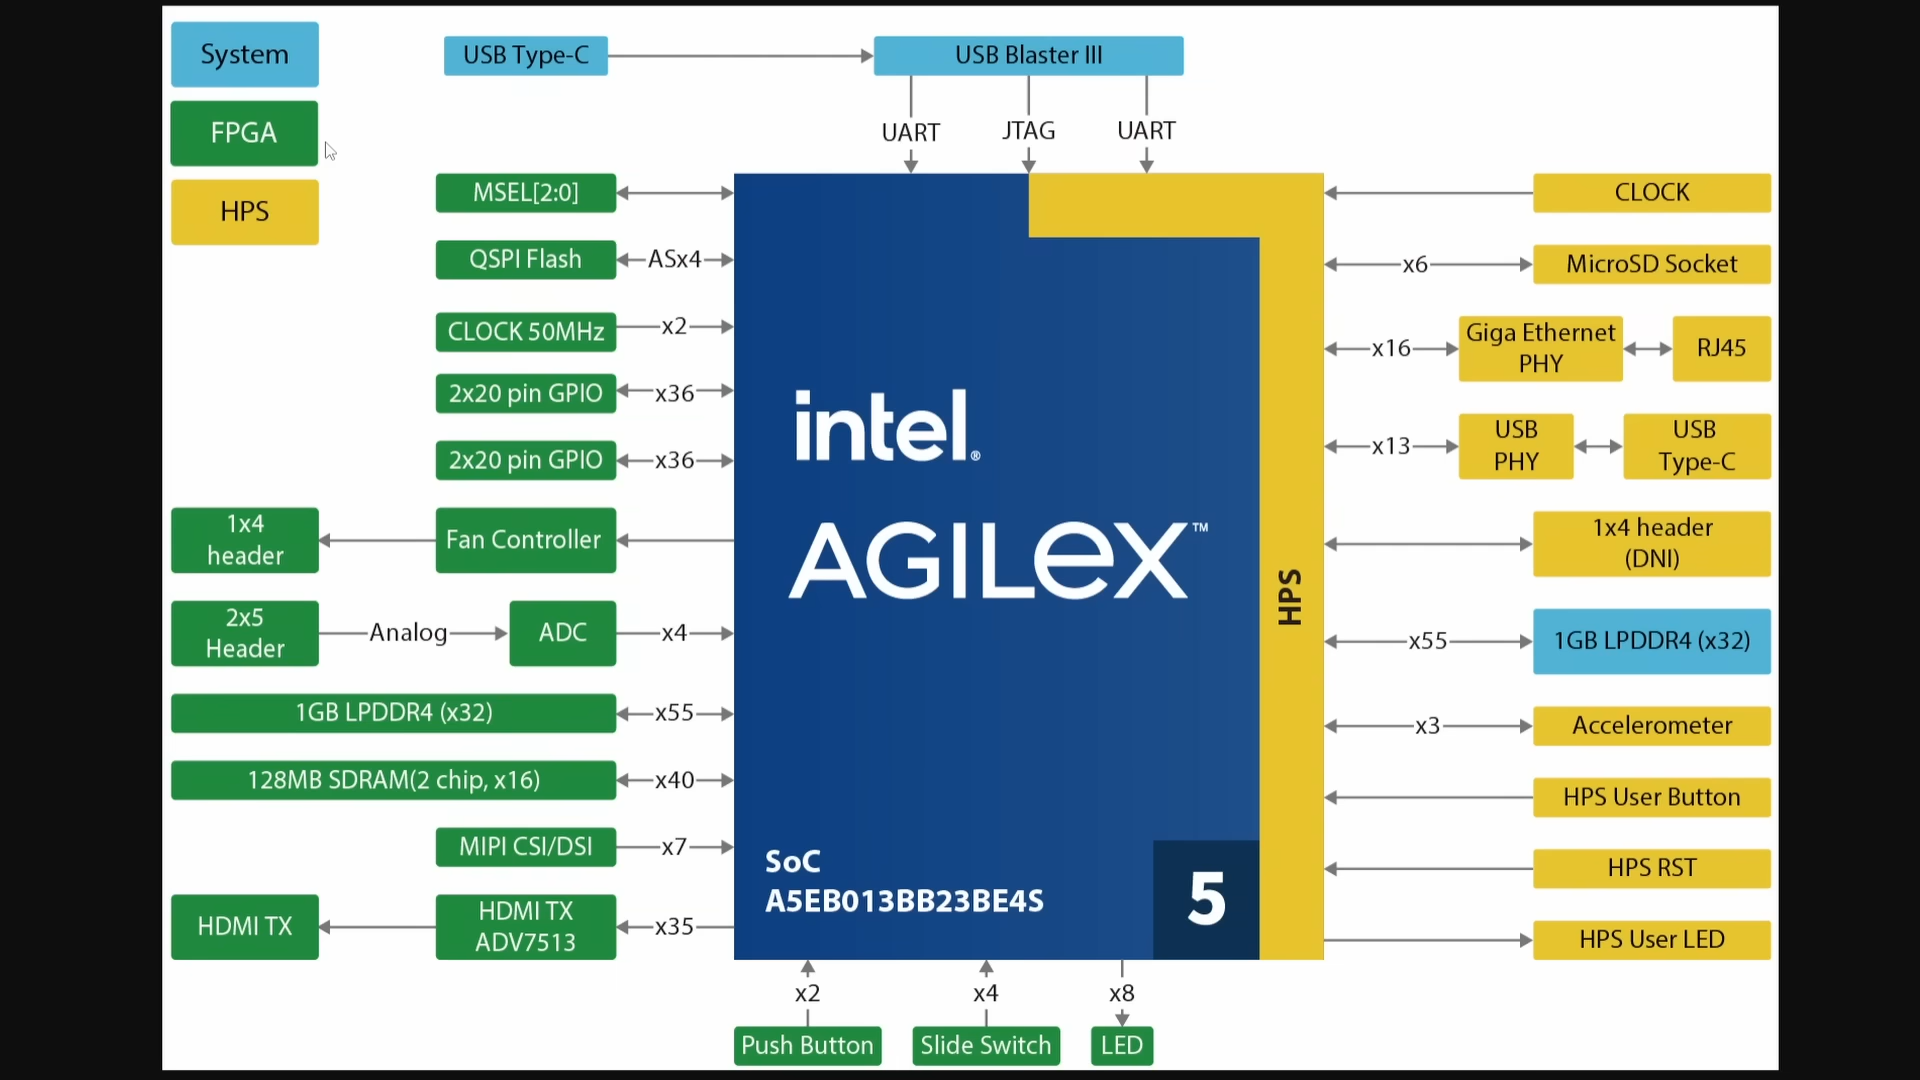 System
FPGA
HPS
USB Type-C
USB Blaster III
UART
JTAG
UART
MSEL[2:0]
QSPI Flash
ASx4
CLOCK 50MHz
x2
2x20 pin GPIO
x36
2x20 pin GPIO
x36
1x4
header
Fan Controller
2x5
Header
Analog
ADC
x4
1GB LPDDR4 (x32)
x55
128MB SDRAM(2 chip, x16)
x40
MIPI CSI/DSI
x7
HDMI TX
HDMI TX
ADV7513
x35
intel®
AGILEX™
SoC
A5EB013BB23BE4S
5
HPS
CLOCK
x6
MicroSD Socket
x16
Giga Ethernet
PHY
RJ45
x13
USB
PHY
USB
Type-C
1x4 header
(DNI)
x55
1GB LPDDR4 (x32)
x3
Accelerometer
HPS User Button
HPS RST
HPS User LED
x2
x4
x8
Push Button
Slide Switch
LED